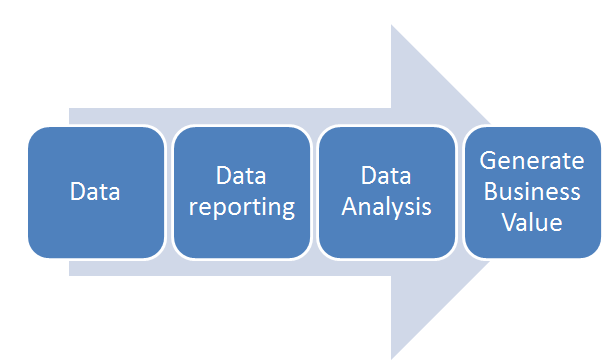 Data
Data
reporting
Data
Analysis
Generate
Business
Value